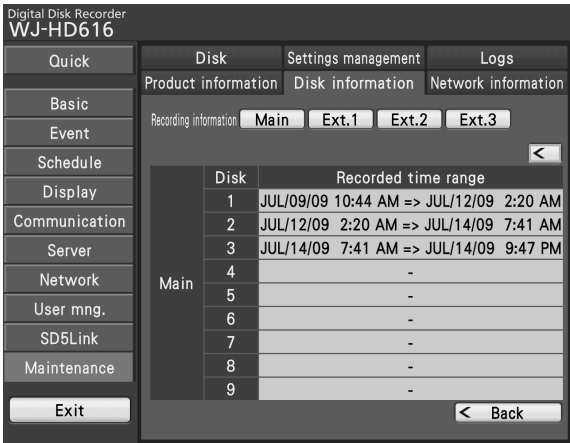 Digital Disk Recorder
WJ-HD616
Quick
Basic
Event
Schedule
Display
Communication
Server
Network
User mng.
SD5Link
Maintenance
Exit
Disk Settings management Logs
Product information Disk information Network information
Recording information Main Ext.1 Ext.2 Ext.3
<
Disk Recorded time range
Main
1 JUL/09/09 10:44 AM => JUL/12/09 2:20 AM
2 JUL/12/09 2:20 AM => JUL/14/09 7:41 AM
3 JUL/14/09 7:41 AM => JUL/14/09 9:47 PM
4 -
5 -
6 -
7 -
8 -
9 -
< Back